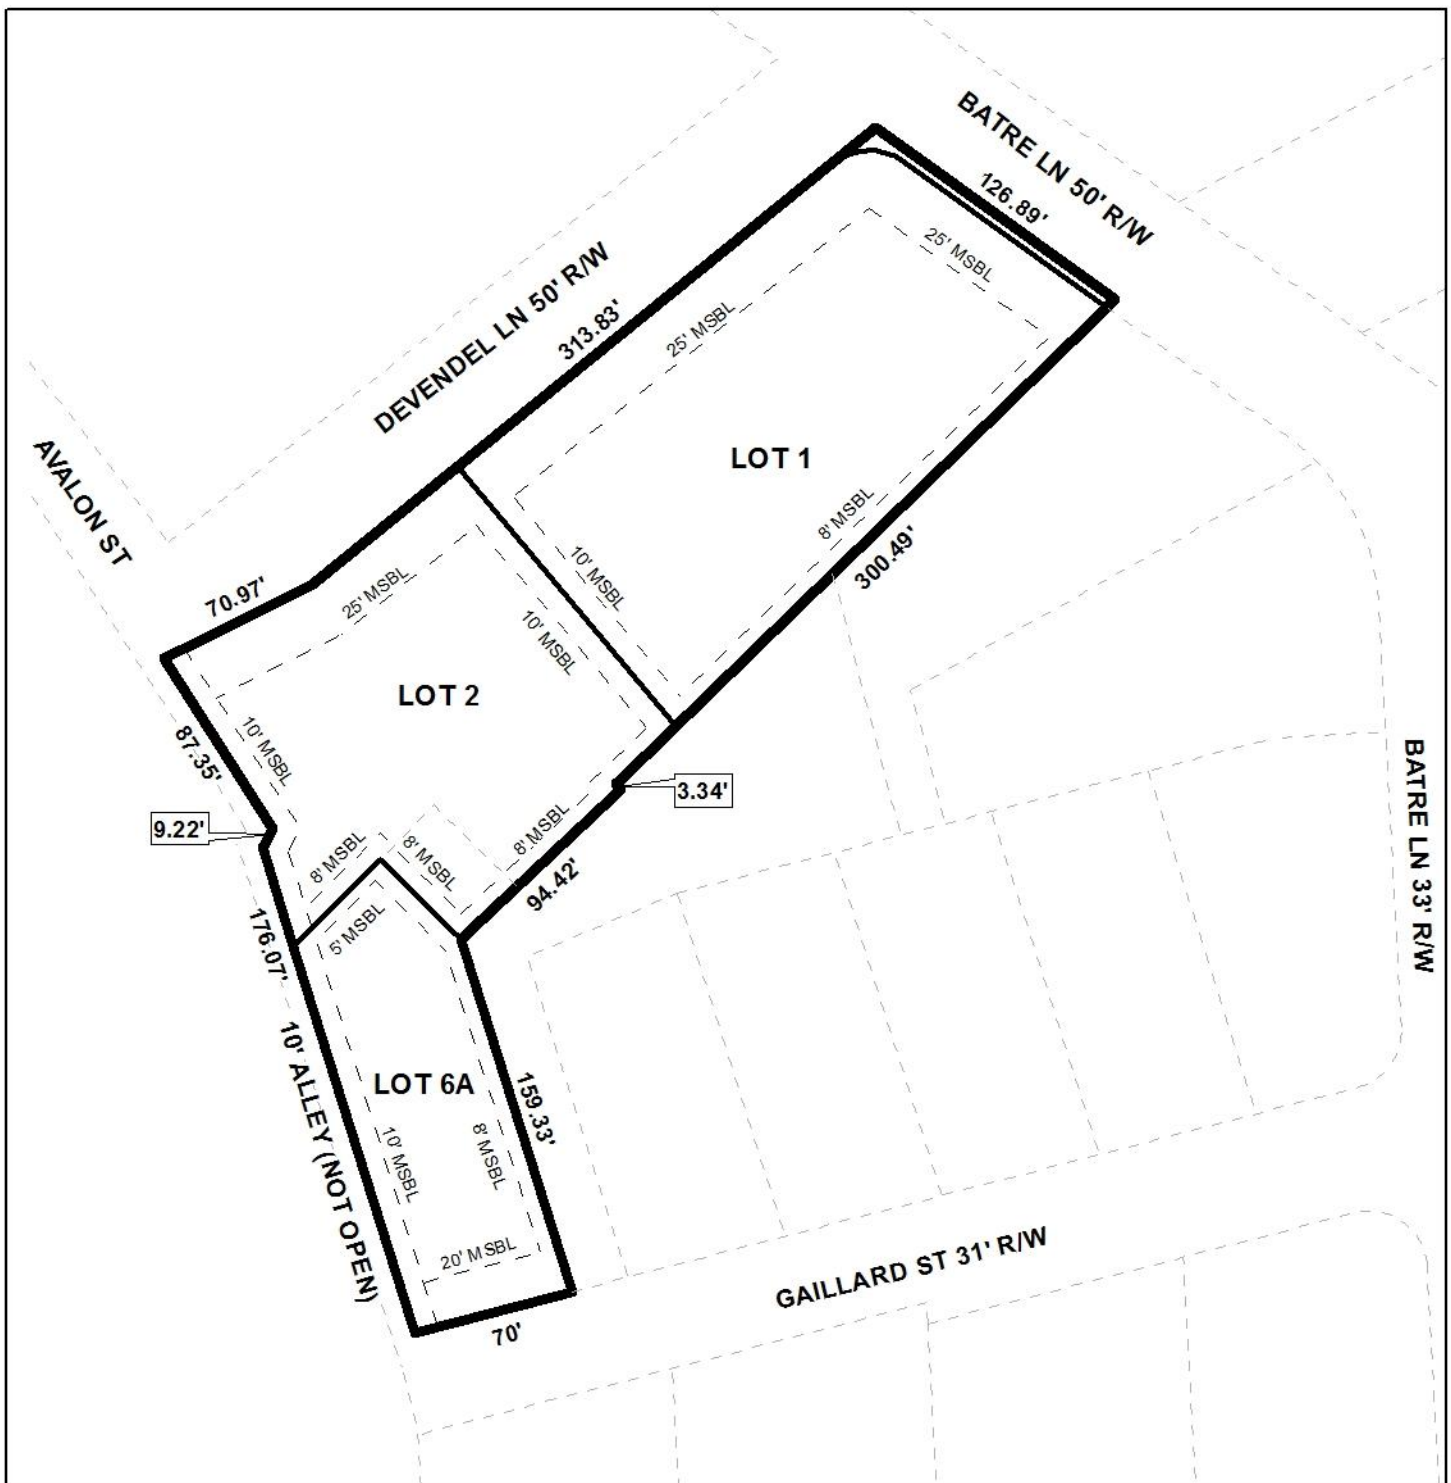 BATRE LN 50' R/W
126.89'
25' MSBL
DEVENDEL LN 50' R/W
313.83'
25' MSBL
LOT 1
AVALON ST
8' MSBL
300.49'
10' MSBL
70.97'
25' MSBL
10' MSBL
LOT 2
87.35'
10' MSBL
3.34'
9.22'
8' MSBL
8' MSBL
8' MSBL
94.42'
BATRE LN 33' R/W
176.07'
5' MSBL
LOT 6A
159.33'
10' ALLEY (NOT OPEN)
10' MSBL
8' MSBL
20' MSBL
GAILLARD ST 31' R/W
70'